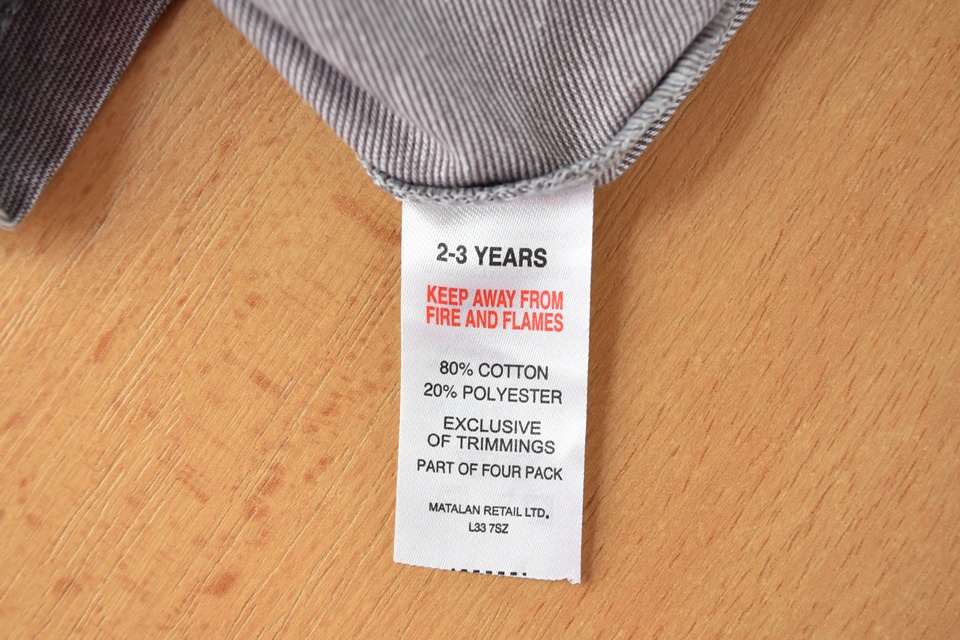 2-3 YEARS
KEEP AWAY FROM
FIRE AND FLAMES
80% COTTON
20% POLYESTER
EXCLUSIVE
OF TRIMMINGS
PART OF FOUR PACK
MATALAN RETAIL LTD.
L33 7SZ